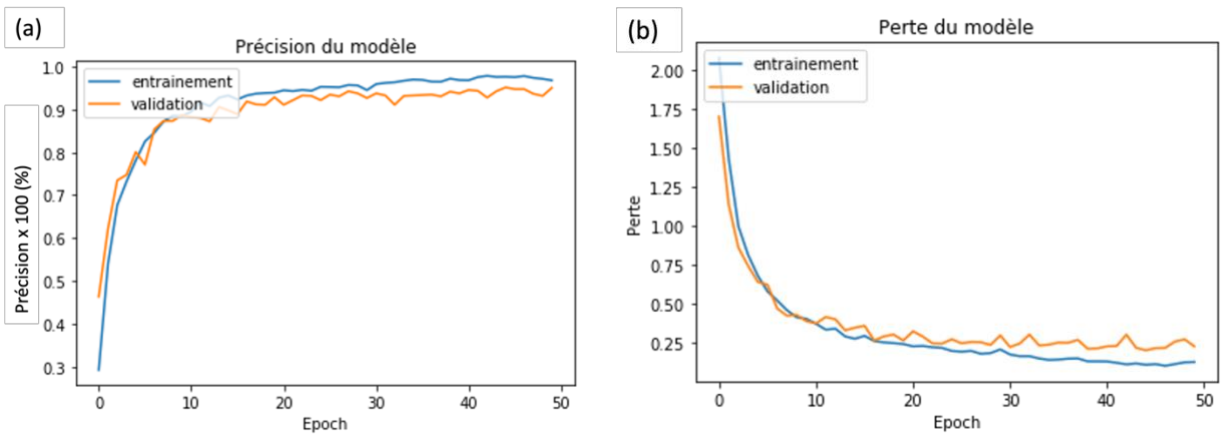 (a)
Précision du modèle
Précision x 100 (%)
1.0
0.9
0.8
0.7
0.6
0.5
0.4
0.3
entrainement
validation
0 10 20 30 40 50
Epoch
(b)
Perte du modèle
Perte
2.00
1.75
1.50
1.25
1.00
0.75
0.50
0.25
entrainement
validation
0 10 20 30 40 50
Epoch